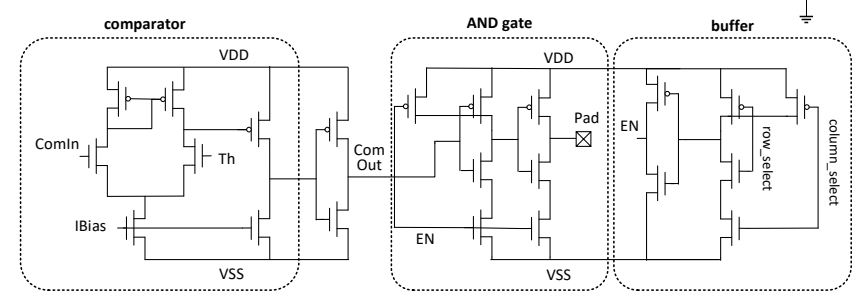 comparator
AND gate
buffer
VDD
VDD
Pad
ComIn
Th
Com
Out
EN
row_select
column_select
IBias
EN
VSS
VSS